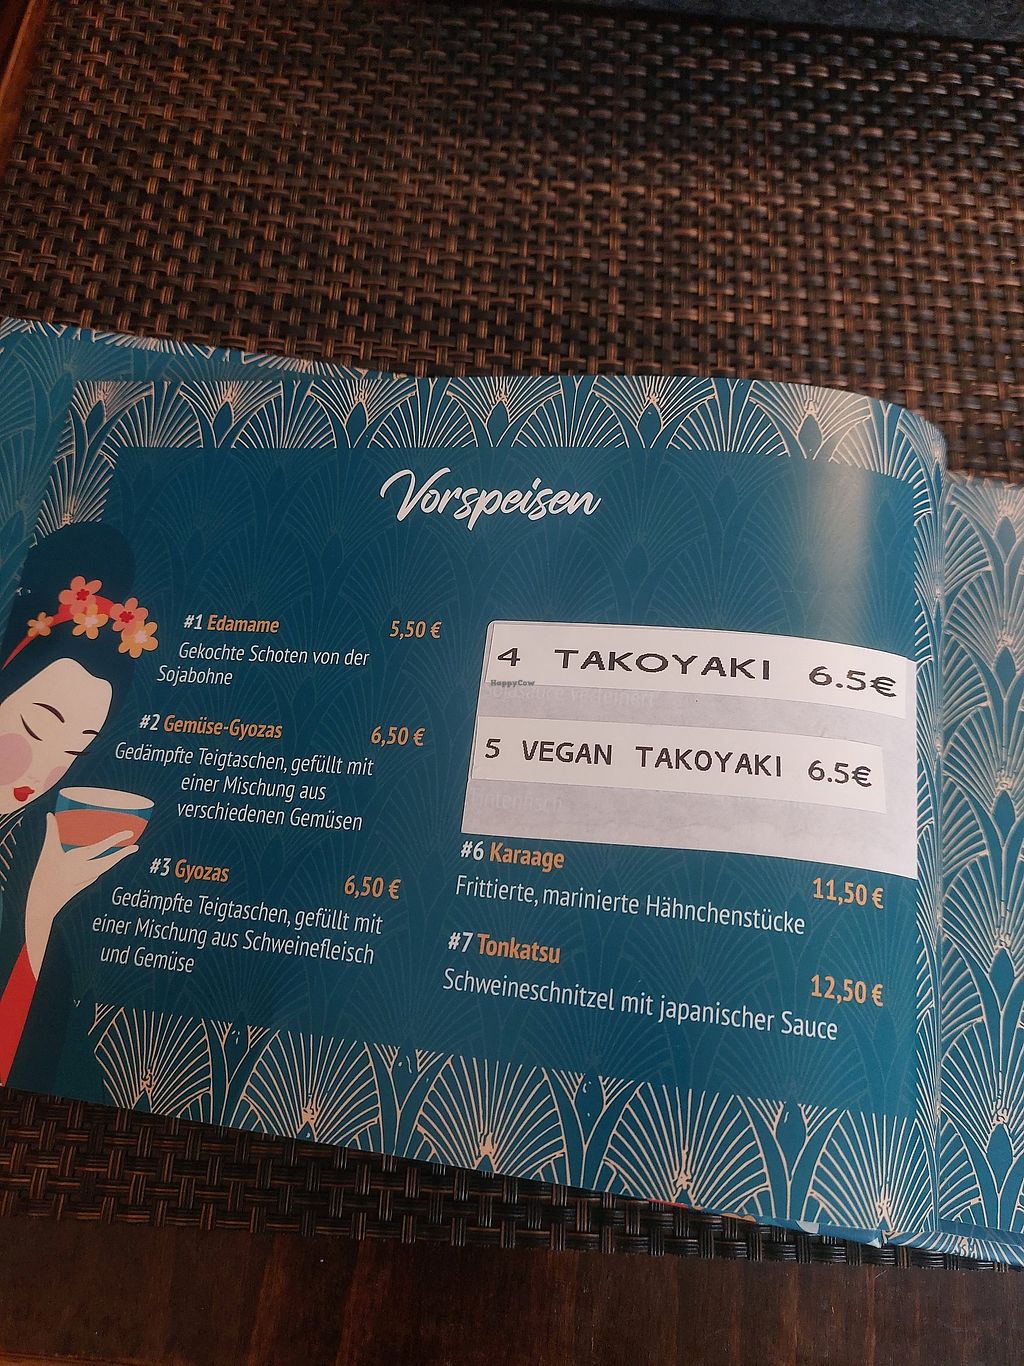 Vorspeisen
#1 Edamame 5,50 €
Gekochte Schoten von der
Sojabohne
#2 Gemüse-Gyozas 6,50 €
Gedämpfte Teigtaschen, gefüllt mit
einer Mischung aus
verschiedenen Gemüsen
#3 Gyozas 6,50 €
Gedämpfte Teigtaschen, gefüllt mit
einer Mischung aus Schweinefleisch
und Gemüse
4 TAKOYAKI 6.5€
HappyCow
5 VEGAN TAKOYAKI 6.5€
#6 Karaage
11,50 €
Frittierte, marinierte Hähnchenstücke
#7 Tonkatsu
12,50 €
Schweineschnitzel mit japanischer Sauce